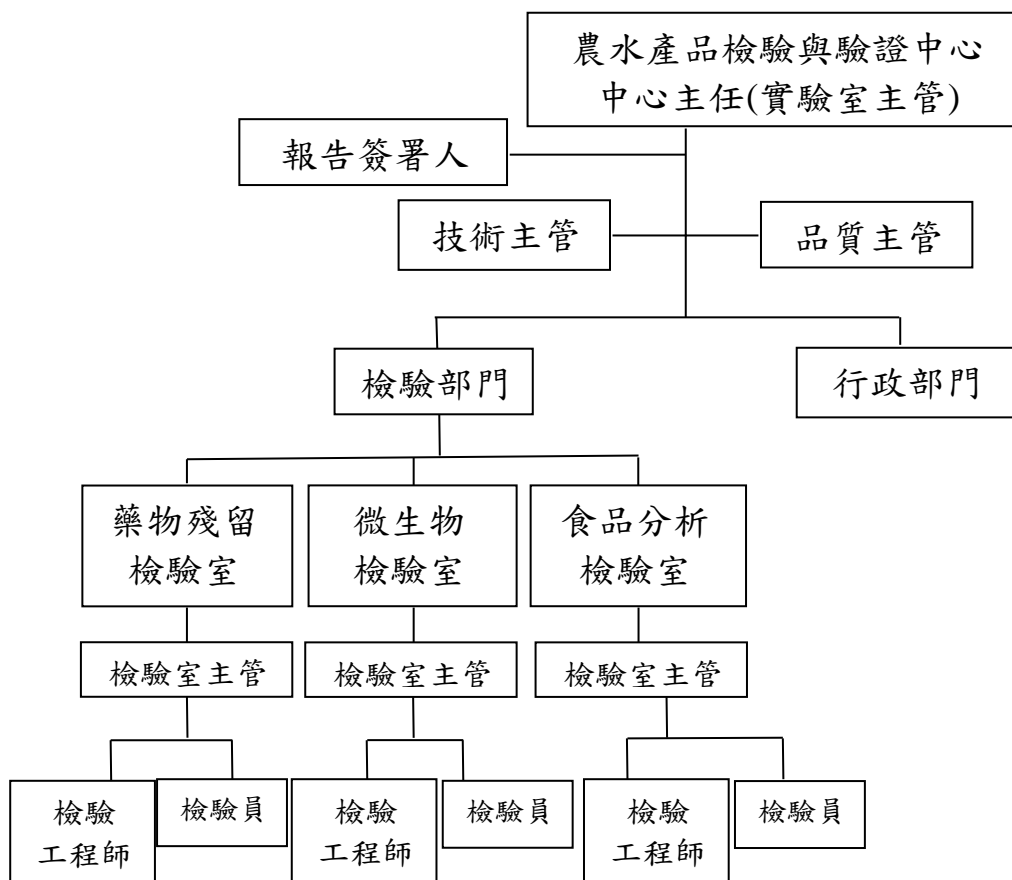 農水產品檢驗與驗證中心
中心主任(實驗室主管)
報告簽署人
技術主管
品質主管
檢驗部門
行政部門
藥物殘留
檢驗室
微生物
檢驗室
食品分析
檢驗室
檢驗室主管
檢驗室主管
檢驗室主管
檢驗
工程師
檢驗員
檢驗
工程師
檢驗員
檢驗
工程師
檢驗員